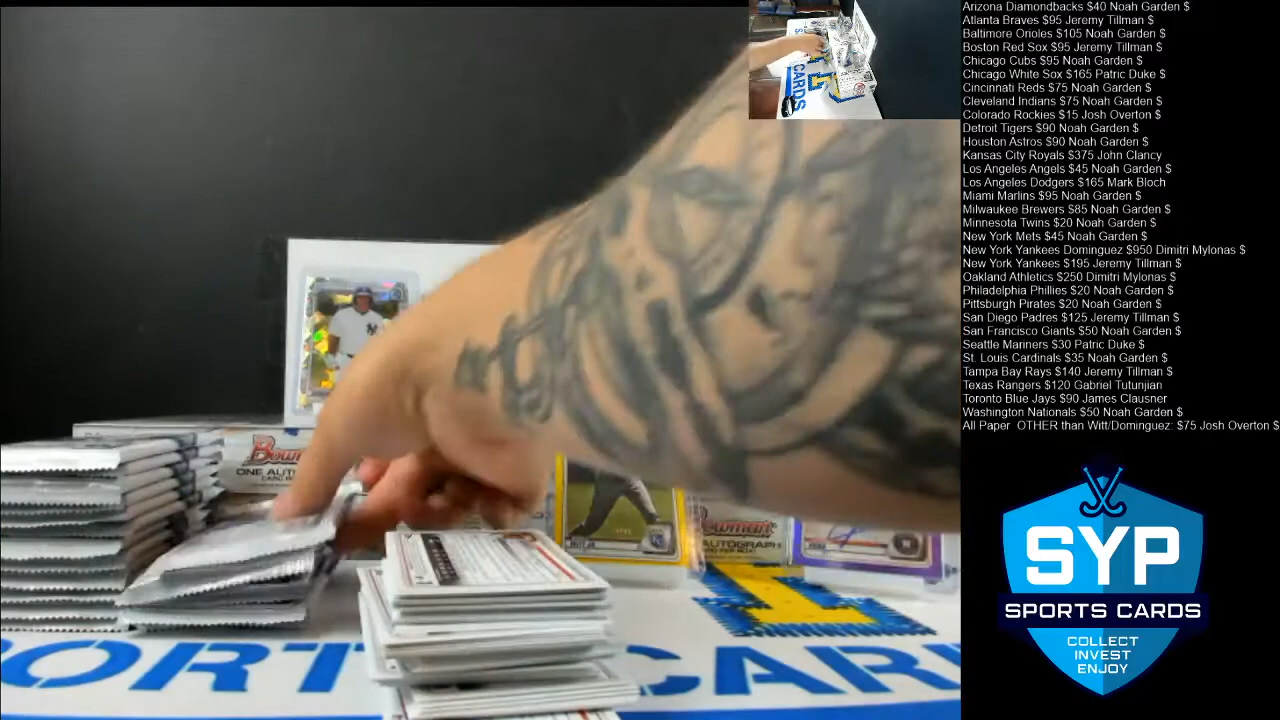 Arizona Diamondbacks $40 Noah Garden $
Atlanta Braves $95 Jeremy Tillman $
Baltimore Orioles $105 Noah Garden $
Boston Red Sox $95 Jeremy Tillman $
Chicago Cubs $95 Noah Garden $
Chicago White Sox $165 Patric Duke $
Cincinnati Reds $75 Noah Garden $
Cleveland Indians $75 Noah Garden $
Colorado Rockies $15 Josh Overton $
Detroit Tigers $90 Noah Garden $
Houston Astros $90 Noah Garden $
Kansas City Royals $375 John Clancy
Los Angeles Angels $45 Noah Garden $
Los Angeles Dodgers $165 Mark Bloch
Miami Marlins $95 Noah Garden $
Milwaukee Brewers $85 Noah Garden $
Minnesota Twins $20 Noah Garden $
New York Mets $45 Noah Garden $
New York Yankees Dominguez $950 Dimitri Mylonas $
New York Yankees $195 Jeremy Tillman $
Oakland Athletics $250 Dimitri Mylonas $
Philadelphia Phillies $20 Noah Garden $
Pittsburgh Pirates $20 Noah Garden $
San Diego Padres $125 Jeremy Tillman $
San Francisco Giants $50 Noah Garden $
Seattle Mariners $30 Patric Duke $
St. Louis Cardinals $35 Noah Garden $
Tampa Bay Rays $140 Jeremy Tillman $
Texas Rangers $120 Gabriel Tutunjian
Toronto Blue Jays $90 James Clausner
Washington Nationals $50 Noah Garden $
All Paper OTHER than Witt/Dominguez: $75 Josh Overton $
SYP
SPORTS CARDS
COLLECT
INVEST
ENJOY
CARDS
Bowm
ONE AUT
Bowman
AUTOGRAPH
ORT CAR